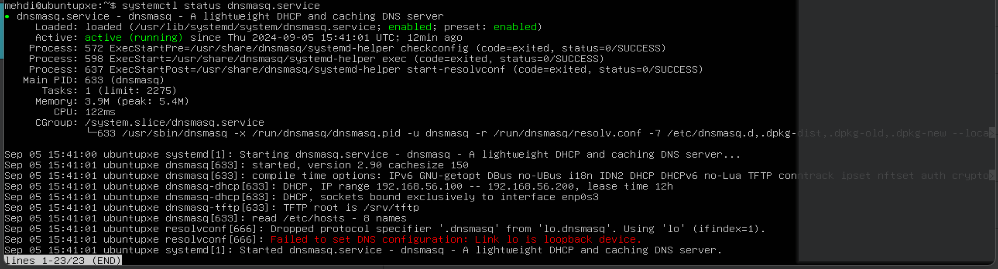 mehdi@ubuntupxe:~$ systemctl status dnsmasq.service
● dnsmasq.service - dnsmasq - A lightweight DHCP and caching DNS server
Loaded: loaded (/usr/lib/systemd/system/dnsmasq.service; enabled; preset: enabled)
Active: active (running) since Thu 2024-09-05 15:41:01 UTC; 12min ago
Process: 572 ExecStartPre=/usr/share/dnsmasq/systemd-helper checkconfig (code=exited, status=0/SUCCESS)
Process: 598 ExecStart=/usr/share/dnsmasq/systemd-helper exec (code=exited, status=0/SUCCESS)
Process: 637 ExecStartPost=/usr/share/dnsmasq/systemd-helper start-resolvconf (code=exited, status=0/SUCCESS)
Main PID: 633 (dnsmasq)
Tasks: 1 (limit: 2275)
Memory: 3.9M (peak: 5.4M)
CPU: 122ms
CGroup: /system.slice/dnsmasq.service
└─633 /usr/sbin/dnsmasq -x /run/dnsmasq/dnsmasq.pid -u dnsmasq -r /run/dnsmasq/resolv.conf -7 /etc/dnsmasq.d,.dpkg-dist,.dpkg-old,.dpkg-new --loca
Sep 05 15:41:00 ubuntupxe systemd[1]: Starting dnsmasq.service - dnsmasq - A lightweight DHCP and caching DNS server...
Sep 05 15:41:01 ubuntupxe dnsmasq[633]: started, version 2.90 cachesize 150
Sep 05 15:41:01 ubuntupxe dnsmasq[633]: compile time options: IPv6 GNU-getopt DBus no-UBus i18n IDN2 DHCP DHCPv6 no-Lua TFTP conntrack ipset nftset auth crypto
Sep 05 15:41:01 ubuntupxe dnsmasq-dhcp[633]: DHCP, IP range 192.168.56.100 -- 192.168.56.200, lease time 12h
Sep 05 15:41:01 ubuntupxe dnsmasq-dhcp[633]: DHCP, sockets bound exclusively to interface enp0s3
Sep 05 15:41:01 ubuntupxe dnsmasq-tftp[633]: TFTP root is /srv/tftp
Sep 05 15:41:01 ubuntupxe dnsmasq[633]: read /etc/hosts - 8 names
Sep 05 15:41:01 ubuntupxe resolvconf[666]: Dropped protocol specifier '.dnsmasq' from 'lo.dnsmasq'. Using 'lo' (ifindex=1).
Sep 05 15:41:01 ubuntupxe resolvconf[666]: Failed to set DNS configuration: Link lo is loopback device.
Sep 05 15:41:01 ubuntupxe systemd[1]: Started dnsmasq.service - dnsmasq - A lightweight DHCP and caching DNS server.
lines 1-23/23 (END)